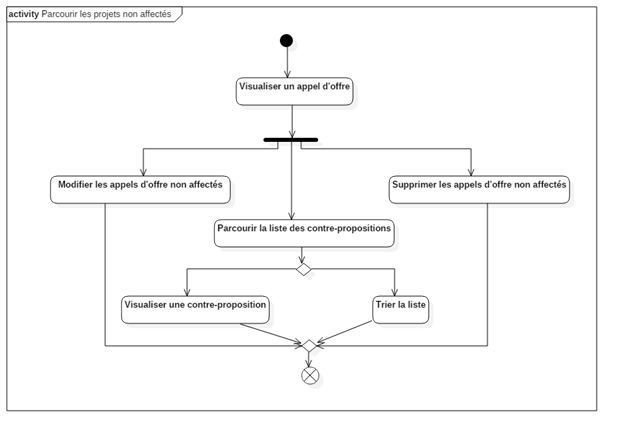 activity Parcourir les projets non affectés
Visualiser un appel d'offre
Modifier les appels d'offre non affectés
Supprimer les appels d'offre non affectés
Parcourir la liste des contre-propositions
Visualiser une contre-proposition
Trier la liste